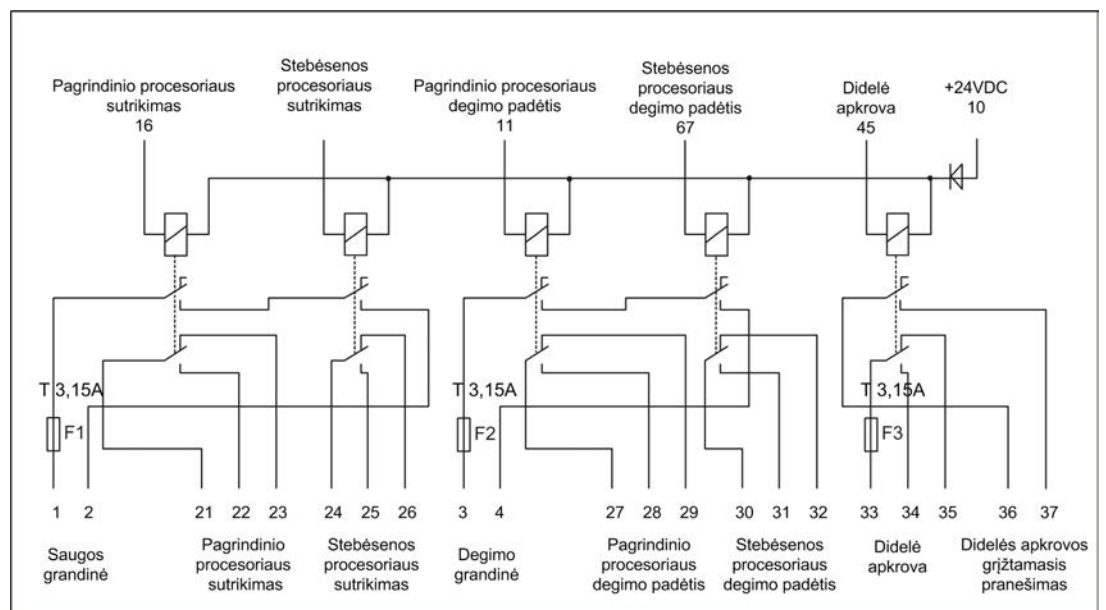 Pagrindinio procesoriaus
sutrikimas
16
Stebėsenos
procesoriaus
sutrikimas
Pagrindinio procesoriaus
degimo padėtis
11
Stebėsenos
procesoriaus
degimo padėtis
67
Didelė
apkrova
45
+24VDC
10
T 3,15A
F1
T 3,15A
F2
T 3,15A
F3
1 2 21 22 23 24 25 26 3 4 27 28 29 30 31 32 33 34 35 36 37
Saugos
grandinė
Pagrindinio
procesoriaus
sutrikimas
Stebėsenos
procesoriaus
sutrikimas
Degimo
grandinė
Pagrindinio
procesoriaus
degimo padėtis
Stebėsenos
procesoriaus
degimo padėtis
Didelė
apkrova
Didelės apkrovos
grįžtamasis
pranešimas